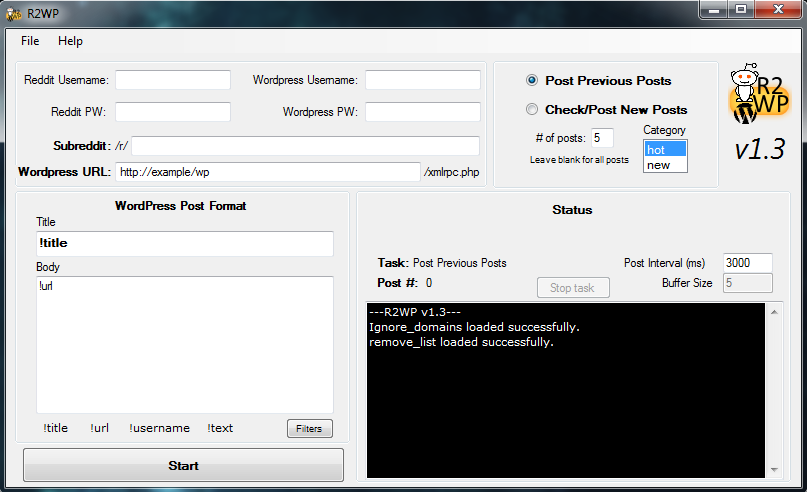 R2WP
File Help
Reddit Username: Wordpress Username:
Reddit PW: Wordpress PW:
Subreddit: /r/
Wordpress URL: http://example/wp /xmlrpc.php
Post Previous Posts
Check/Post New Posts
# of posts: 5
Leave blank for all posts
Category
hot
new
R2
WP
v1.3
WordPress Post Format
Title
!title
Body
!url
!title !url !username !text
Filters
Start
Status
Task: Post Previous Posts
Post Interval (ms) 3000
Post #: 0
Stop task
Buffer Size 5
---R2WP v1.3---
Ignore_domains loaded successfully.
remove_list loaded successfully.